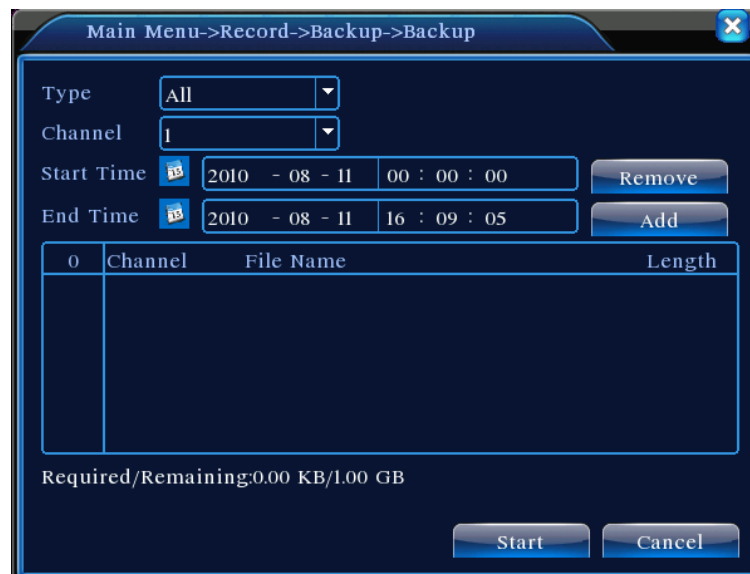 Main Menu->Record->Backup->Backup
Type All
Channel 1
Start Time 15 2010 - 08 - 11 00 : 00 : 00 Remove
End Time 15 2010 - 08 - 11 16 : 09 : 05 Add
0 Channel File Name Length
Required/Remaining:0.00 KB/1.00 GB
Start Cancel